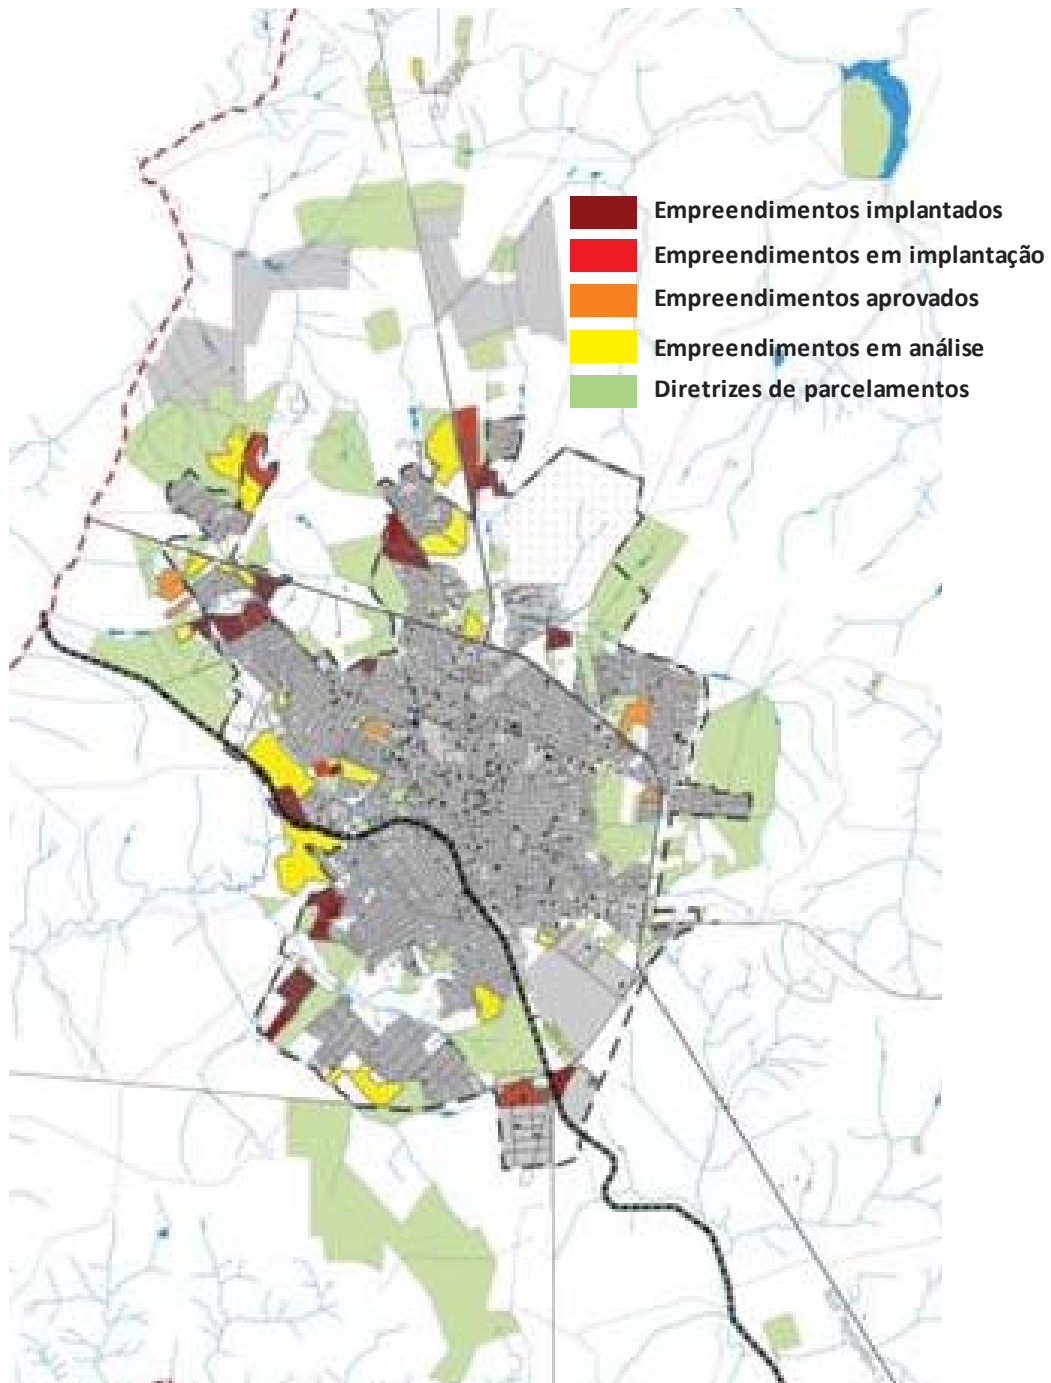 Empreendimentos implantados
Empreendimentos em implantação
Empreendimentos aprovados
Empreendimentos em análise
Diretrizes de parcelamentos